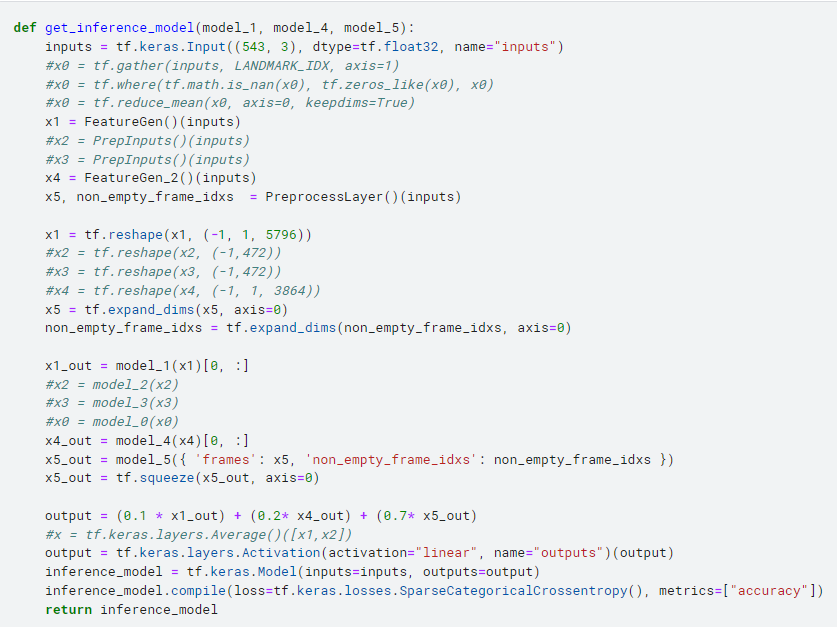 def get_inference_model(model_1, model_4, model_5):
    inputs = tf.keras.Input((543, 3), dtype=tf.float32, name="inputs")
    #x0 = tf.gather(inputs, LANDMARK_IDX, axis=1)
    #x0 = tf.where(tf.math.is_nan(x0), tf.zeros_like(x0), x0)
    #x0 = tf.reduce_mean(x0, axis=0, keepdims=True)
    x1 = FeatureGen()(inputs)
    #x2 = PrepInputs()(inputs)
    #x3 = PrepInputs()(inputs)
    x4 = FeatureGen_2()(inputs)
    x5, non_empty_frame_idxs  = PreprocessLayer()(inputs)

    x1 = tf.reshape(x1, (-1, 1, 5796))
    #x2 = tf.reshape(x2, (-1,472))
    #x3 = tf.reshape(x3, (-1,472))
    #x4 = tf.reshape(x4, (-1, 1, 3864))
    x5 = tf.expand_dims(x5, axis=0)
    non_empty_frame_idxs = tf.expand_dims(non_empty_frame_idxs, axis=0)

    x1_out = model_1(x1)[0, :]
    #x2 = model_2(x2)
    #x3 = model_3(x3)
    #x0 = model_0(x0)
    x4_out = model_4(x4)[0, :]
    x5_out = model_5({ 'frames': x5, 'non_empty_frame_idxs': non_empty_frame_idxs })
    x5_out = tf.squeeze(x5_out, axis=0)

    output = (0.1 * x1_out) + (0.2* x4_out) + (0.7* x5_out)
    #x = tf.keras.layers.Average()([x1,x2])
    output = tf.keras.layers.Activation(activation="linear", name="outputs")(output)
    inference_model = tf.keras.Model(inputs=inputs, outputs=output)
    inference_model.compile(loss=tf.keras.losses.SparseCategoricalCrossentropy(), metrics=["accuracy"])
    return inference_model